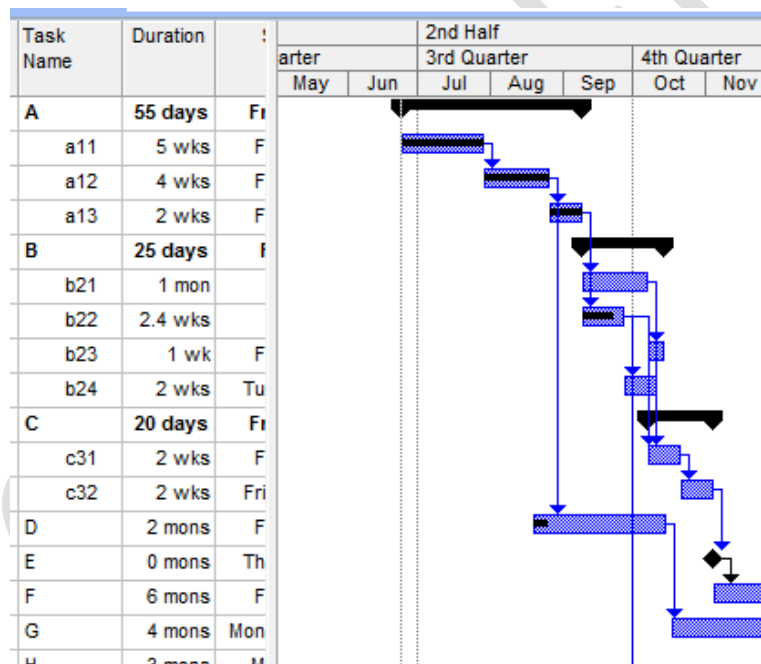 Task Name Duration S 2nd Half
arter 3rd Quarter 4th Quarter
May Jun Jul Aug Sep Oct Nov
A 55 days Fr
a11 5 wks F
a12 4 wks F
a13 2 wks F
B 25 days F
b21 1 mon
b22 2.4 wks
b23 1 wk F
b24 2 wks Tu
C 20 days Fr
c31 2 wks F
c32 2 wks Fri
D 2 mons F
E 0 mons Th
F 6 mons F
G 4 mons Mon
H 3 mons M